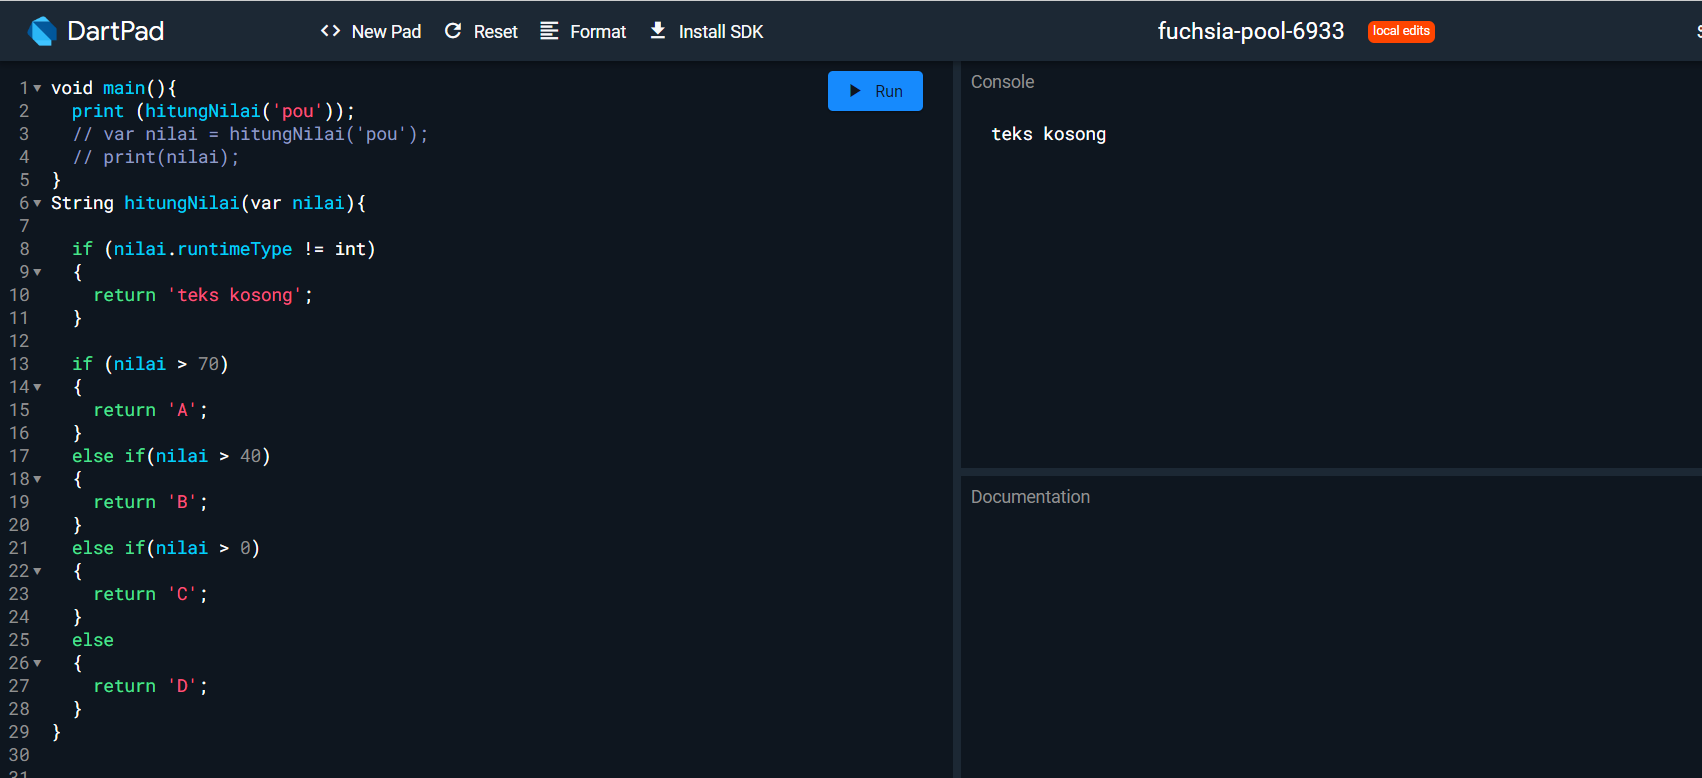 DartPad
<> New Pad Reset Format Install SDK
fuchsia-pool-6933 local edits
Run
1 void main(){
2   print (hitungNilai('pou'));
3   // var nilai = hitungNilai('pou');
4   // print(nilai);
5 }
6 String hitungNilai(var nilai){
7
8   if (nilai.runtimeType != int)
9   {
10     return 'teks kosong';
11   }
12
13   if (nilai > 70)
14   {
15     return 'A';
16   }
17   else if(nilai > 40)
18   {
19     return 'B';
20   }
21   else if(nilai > 0)
22   {
23     return 'C';
24   }
25   else
26   {
27     return 'D';
28   }
29 }
30
31
Console
teks kosong
Documentation